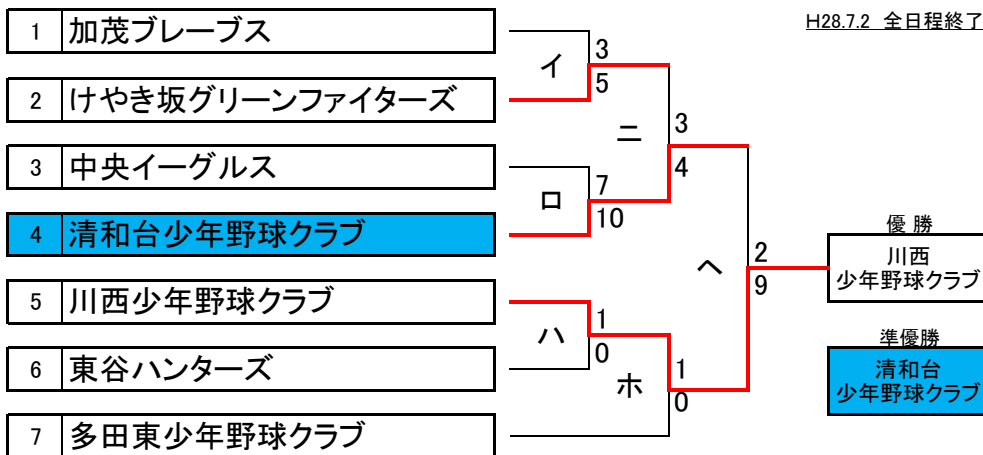 H28.7.2 全日程終了
1 加茂ブレーブス
2 けやき坂グリーンファイターズ
3 中央イーグルス
4 清和台少年野球クラブ
5 川西少年野球クラブ
6 東谷ハンターズ
7 多田東少年野球クラブ
イ
3
5
ロ
7
10
ハ
1
0
ニ
3
4
ホ
1
0
ヘ
2
9
優 勝
川西
少年野球クラブ
準優勝
清和台
少年野球クラブ